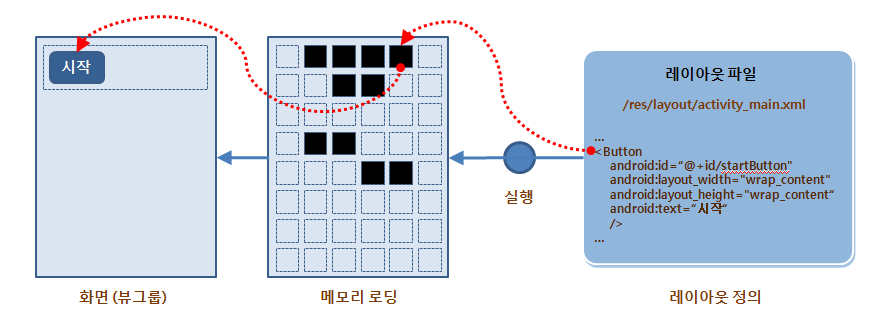 시작
화면 (뷰그룹)
메모리 로딩
실행
레이아웃 파일
/res/layout/activity_main.xml
...
<Button
android:id="@+id/startButton"
android:layout_width="wrap_content"
android:layout_height="wrap_content"
android:text="시작"
/>
...
레이아웃 정의